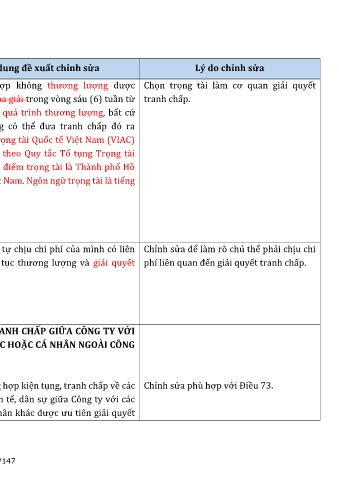 dung đề xuất chỉnh sửa
Lý do chỉnh sửa
ợp không thương lượng được
òa giải trong vòng sáu (6) tuần từ
quá trình thương lượng, bất cứ
g có thể đưa tranh chấp đó ra
rọng tài Quốc tế Việt Nam (VIAC)
theo Quy tắc Tố tụng Trọng tài
điểm trọng tài là Thành phố Hồ
t Nam. Ngôn ngữ trọng tài là tiếng
Chọn trọng tài làm cơ quan giải quyết
tranh chấp.
tự chịu chi phí của mình có liên
tục thương lượng và giải quyết
Chỉnh sửa để làm rõ chủ thể phải chịu chi
phí liên quan đến giải quyết tranh chấp.
ANH CHẤP GIỮA CÔNG TY VỚI
C HOẶC CÁ NHÂN NGOÀI CÔNG
g hợp kiện tụng, tranh chấp về các
h tế, dân sự giữa Công ty với các
hân khác được ưu tiên giải quyết
Chỉnh sửa phù hợp với Điều 73.
/147